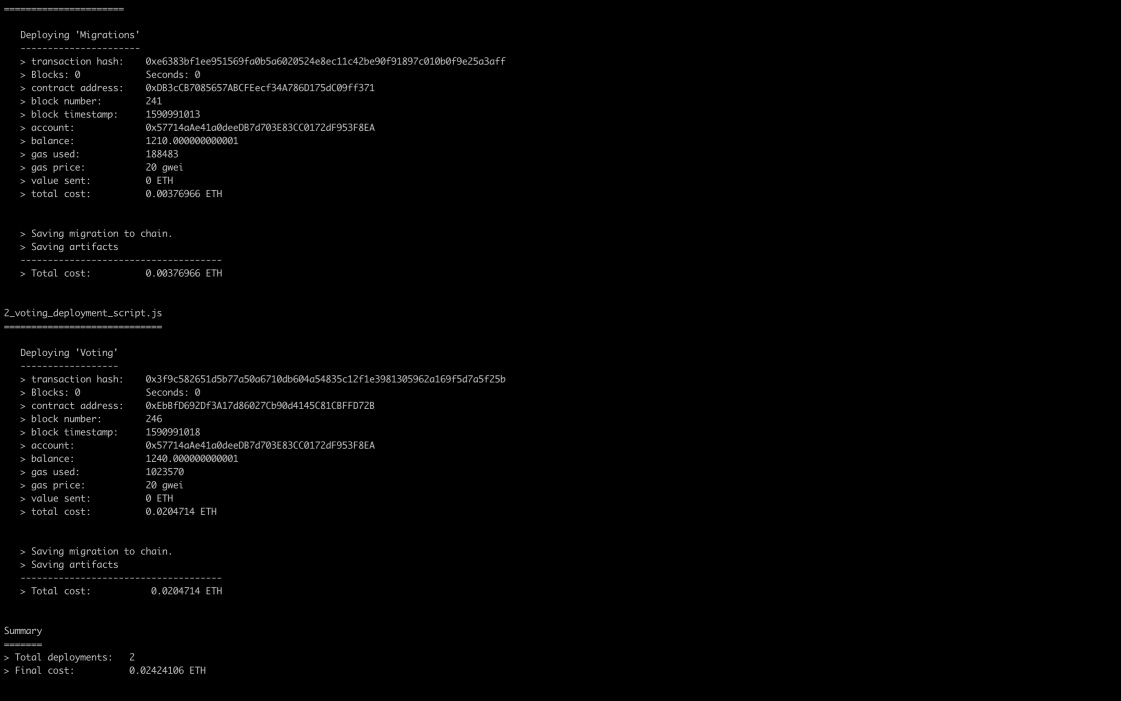 ======================
Deploying 'Migrations'
----------------------
> transaction hash:    0xe6383bf1ee951569fa0b5a6020524e8ec11c42be90f91897c010b0f9e25a3aff
> Blocks: 0            Seconds: 0
> contract address:    0xDB3cCB7085657ABCFEecf34A786D175dC09ff371
> block number:        241
> block timestamp:     1590991013
> account:             0x57714aAe41a0deeDB7d703E83CC0172dF953F8EA
> balance:             1210.000000000001
> gas used:            188483
> gas price:           20 gwei
> value sent:          0 ETH
> total cost:          0.00376966 ETH
> Saving migration to chain.
> Saving artifacts
-------------------------------------
> Total cost:          0.00376966 ETH
2_voting_deployment_script.js
=============================
Deploying 'Voting'
------------------
> transaction hash:    0x3f9c582651d5b77a50a6710db604a54835c12f1e3981305962a169f5d7a5f25b
> Blocks: 0            Seconds: 0
> contract address:    0xEbBfD692Df3A17d86027Cb90d4145C81CBFFD72B
> block number:        246
> block timestamp:     1590991018
> account:             0x57714aAe41a0deeDB7d703E83CC0172dF953F8EA
> balance:             1240.000000000001
> gas used:            1023570
> gas price:           20 gwei
> value sent:          0 ETH
> total cost:          0.0204714 ETH
> Saving migration to chain.
> Saving artifacts
-------------------------------------
> Total cost:           0.0204714 ETH
Summary
=======
> Total deployments:   2
> Final cost:          0.02424106 ETH